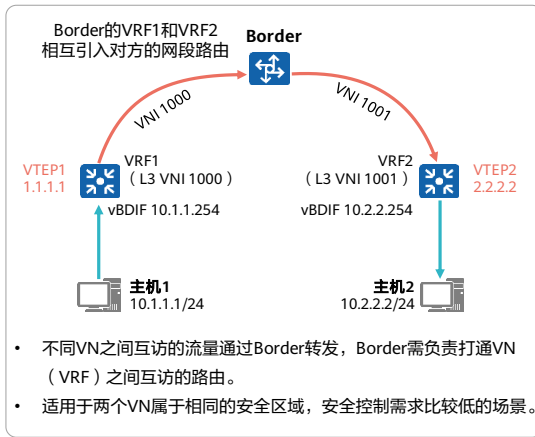 Border的VRF1和VRF2
相互引入对方的网段路由
Border
VNI 1000
VNI 1001
VTEP1
1.1.1.1
VRF1
（ L3 VNI 1000 ）
vBDIF 10.1.1.254
VRF2
（ L3 VNI 1001 ）
vBDIF 10.2.2.254
VTEP2
2.2.2.2
主机1
10.1.1.1/24
主机2
10.2.2.2/24
• 不同VN之间互访的流量通过Border转发，Border需负责打通VN
（ VRF ）之间互访的路由。
• 适用于两个VN属于相同的安全区域，安全控制需求比较低的场景。